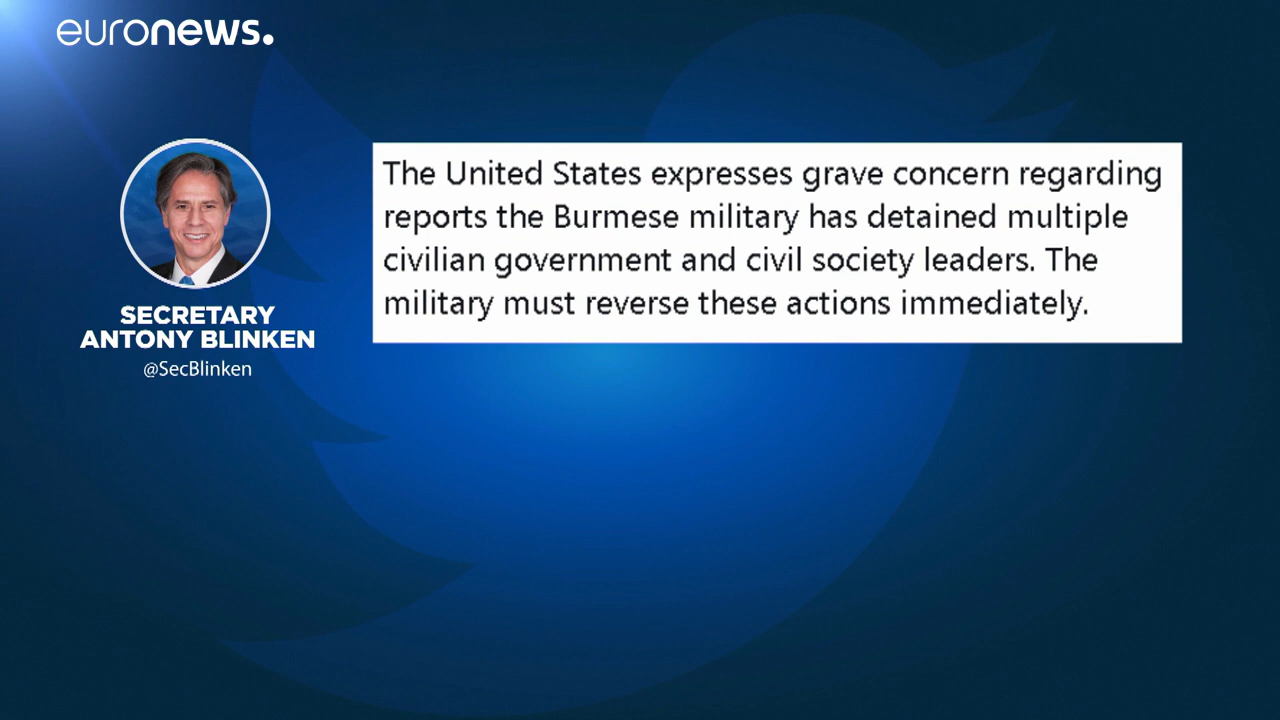 euronews.
SECRETARY
ANTONY BLINKEN
@SecBlinken
The United States expresses grave concern regarding
reports the Burmese military has detained multiple
civilian government and civil society leaders. The
military must reverse these actions immediately.